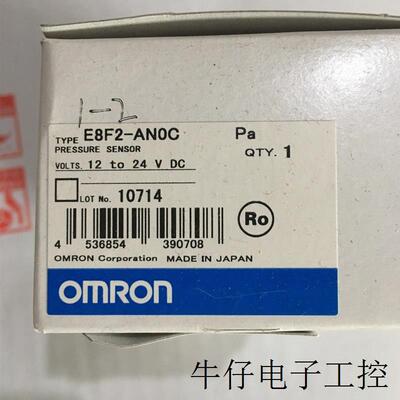 1-2
TYPE E8F2-AN0C Pa
PRESSURE SENSOR
QTY. 1
VOLTS. 12 to 24 V DC
LOT No. 10714
Ro
4 536854 390708
OMRON Corporation MADE IN JAPAN
OMRON
牛仔电子工控